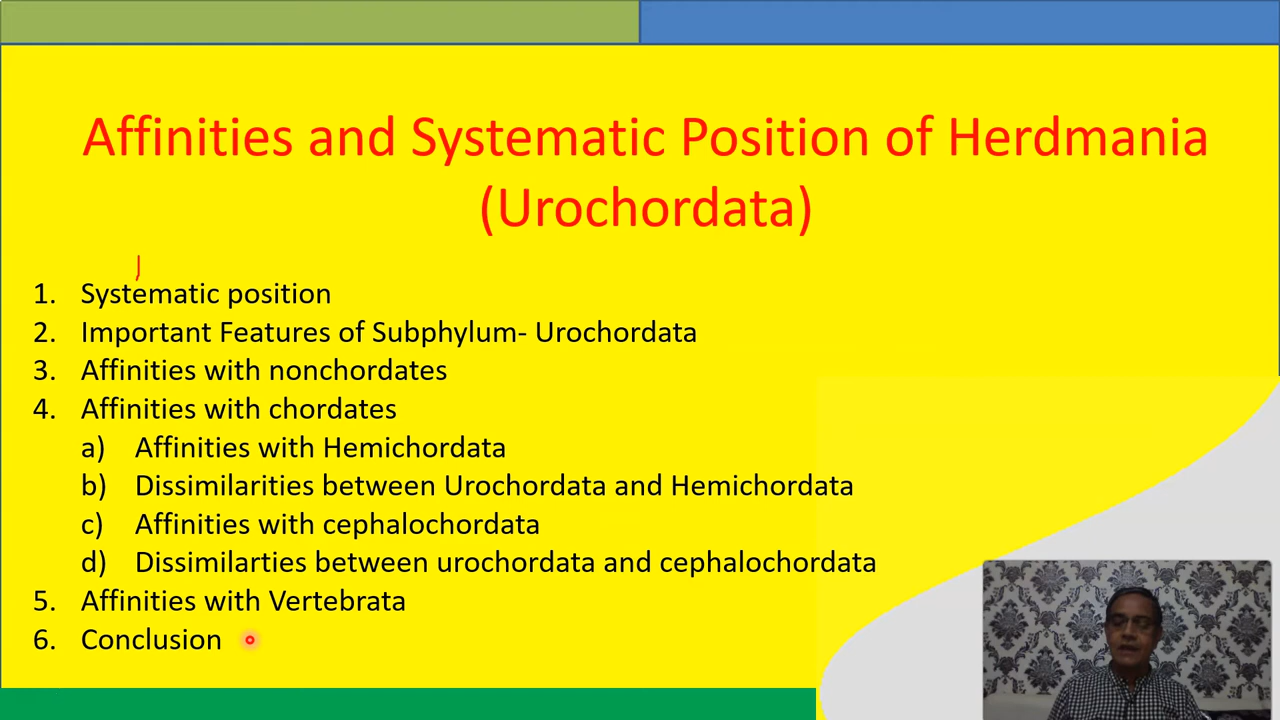 Affinities and Systematic Position of Herdmania
(Urochordata)
1. Systematic position
2. Important Features of Subphylum- Urochordata
3. Affinities with nonchordates
4. Affinities with chordates
a) Affinities with Hemichordata
b) Dissimilarities between Urochordata and Hemichordata
c) Affinities with cephalochordata
d) Dissimilarties between urochordata and cephalochordata
5. Affinities with Vertebrata
6. Conclusion